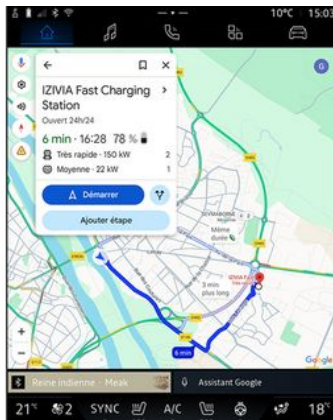 10°C 15:03
IZIVIA Fast Charging
Station
Ouvert 24h/24
6 min · 16:28 78 %
Très rapide · 150 kW 2
Moyenne · 22 kW 1
Démarrer
Ajouter étape
G
Même
durée
3 min
plus long
6 min
Google
Reine indienne - Meak
Assistant Google
21° 2 SYNC A/C 18°